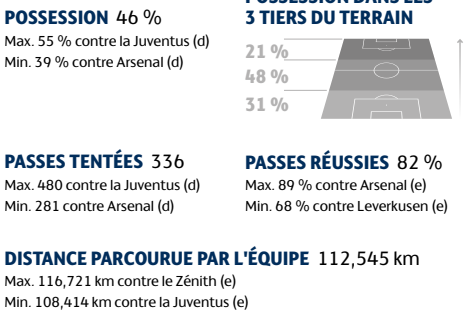 POSSESSION 46 %
Max. 55 % contre la Juventus (d)
Min. 39 % contre Arsenal (d)
POSSESSION DANS LES
3 TIERS DU TERRAIN
21 %
48 %
31 %
PASSES TENTÉES 336
Max. 480 contre la Juventus (d)
Min. 281 contre Arsenal (d)
PASSES RÉUSSIES 82 %
Max. 89 % contre Arsenal (e)
Min. 68 % contre Leverkusen (e)
DISTANCE PARCOURUE PAR L'ÉQUIPE 112,545 km
Max. 116,721 km contre le Zénith (e)
Min. 108,414 km contre la Juventus (e)